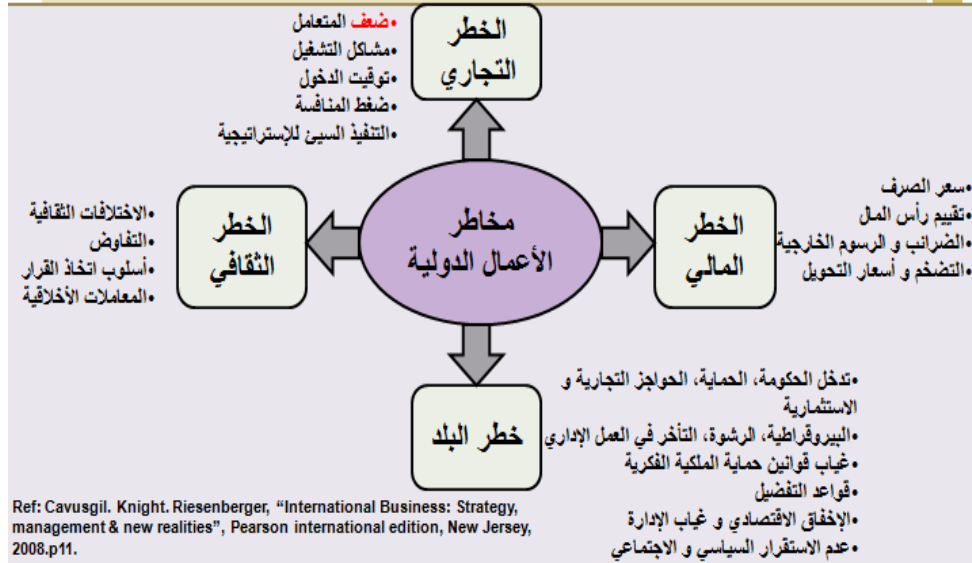 •ضعف المتعامل
•مشاكل التشغيل
•توقيت الدخول
•ضغط المنافسة
•التنفيذ السيئ للإستراتيجية
الخطر
التجاري
•سعر الصرف
•تقييم رأس المال
•الضرائب و الرسوم الخارجية
•التضخم و أسعار التحويل
الخطر
المالي
مخاطر
الأعمال الدولية
الخطر
الثقافي
•الاختلافات الثقافية
•التفاوض
•أسلوب اتخاذ القرار
•المعاملات الأخلاقية
خطر البلد
•تدخل الحكومة، الحماية، الحواجز التجارية و
الاستثمارية
•البيروقراطية، الرشوة، التأخر في العمل الإداري
•غياب قوانين حماية الملكية الفكرية
•قواعد التفضيل
•الإخفاق الاقتصادي و غياب الإدارة
•عدم الاستقرار السياسي و الاجتماعي
Ref: Cavusgil. Knight. Riesenberger, “International Business: Strategy,
management & new realities”, Pearson international edition, New Jersey,
2008.p11.